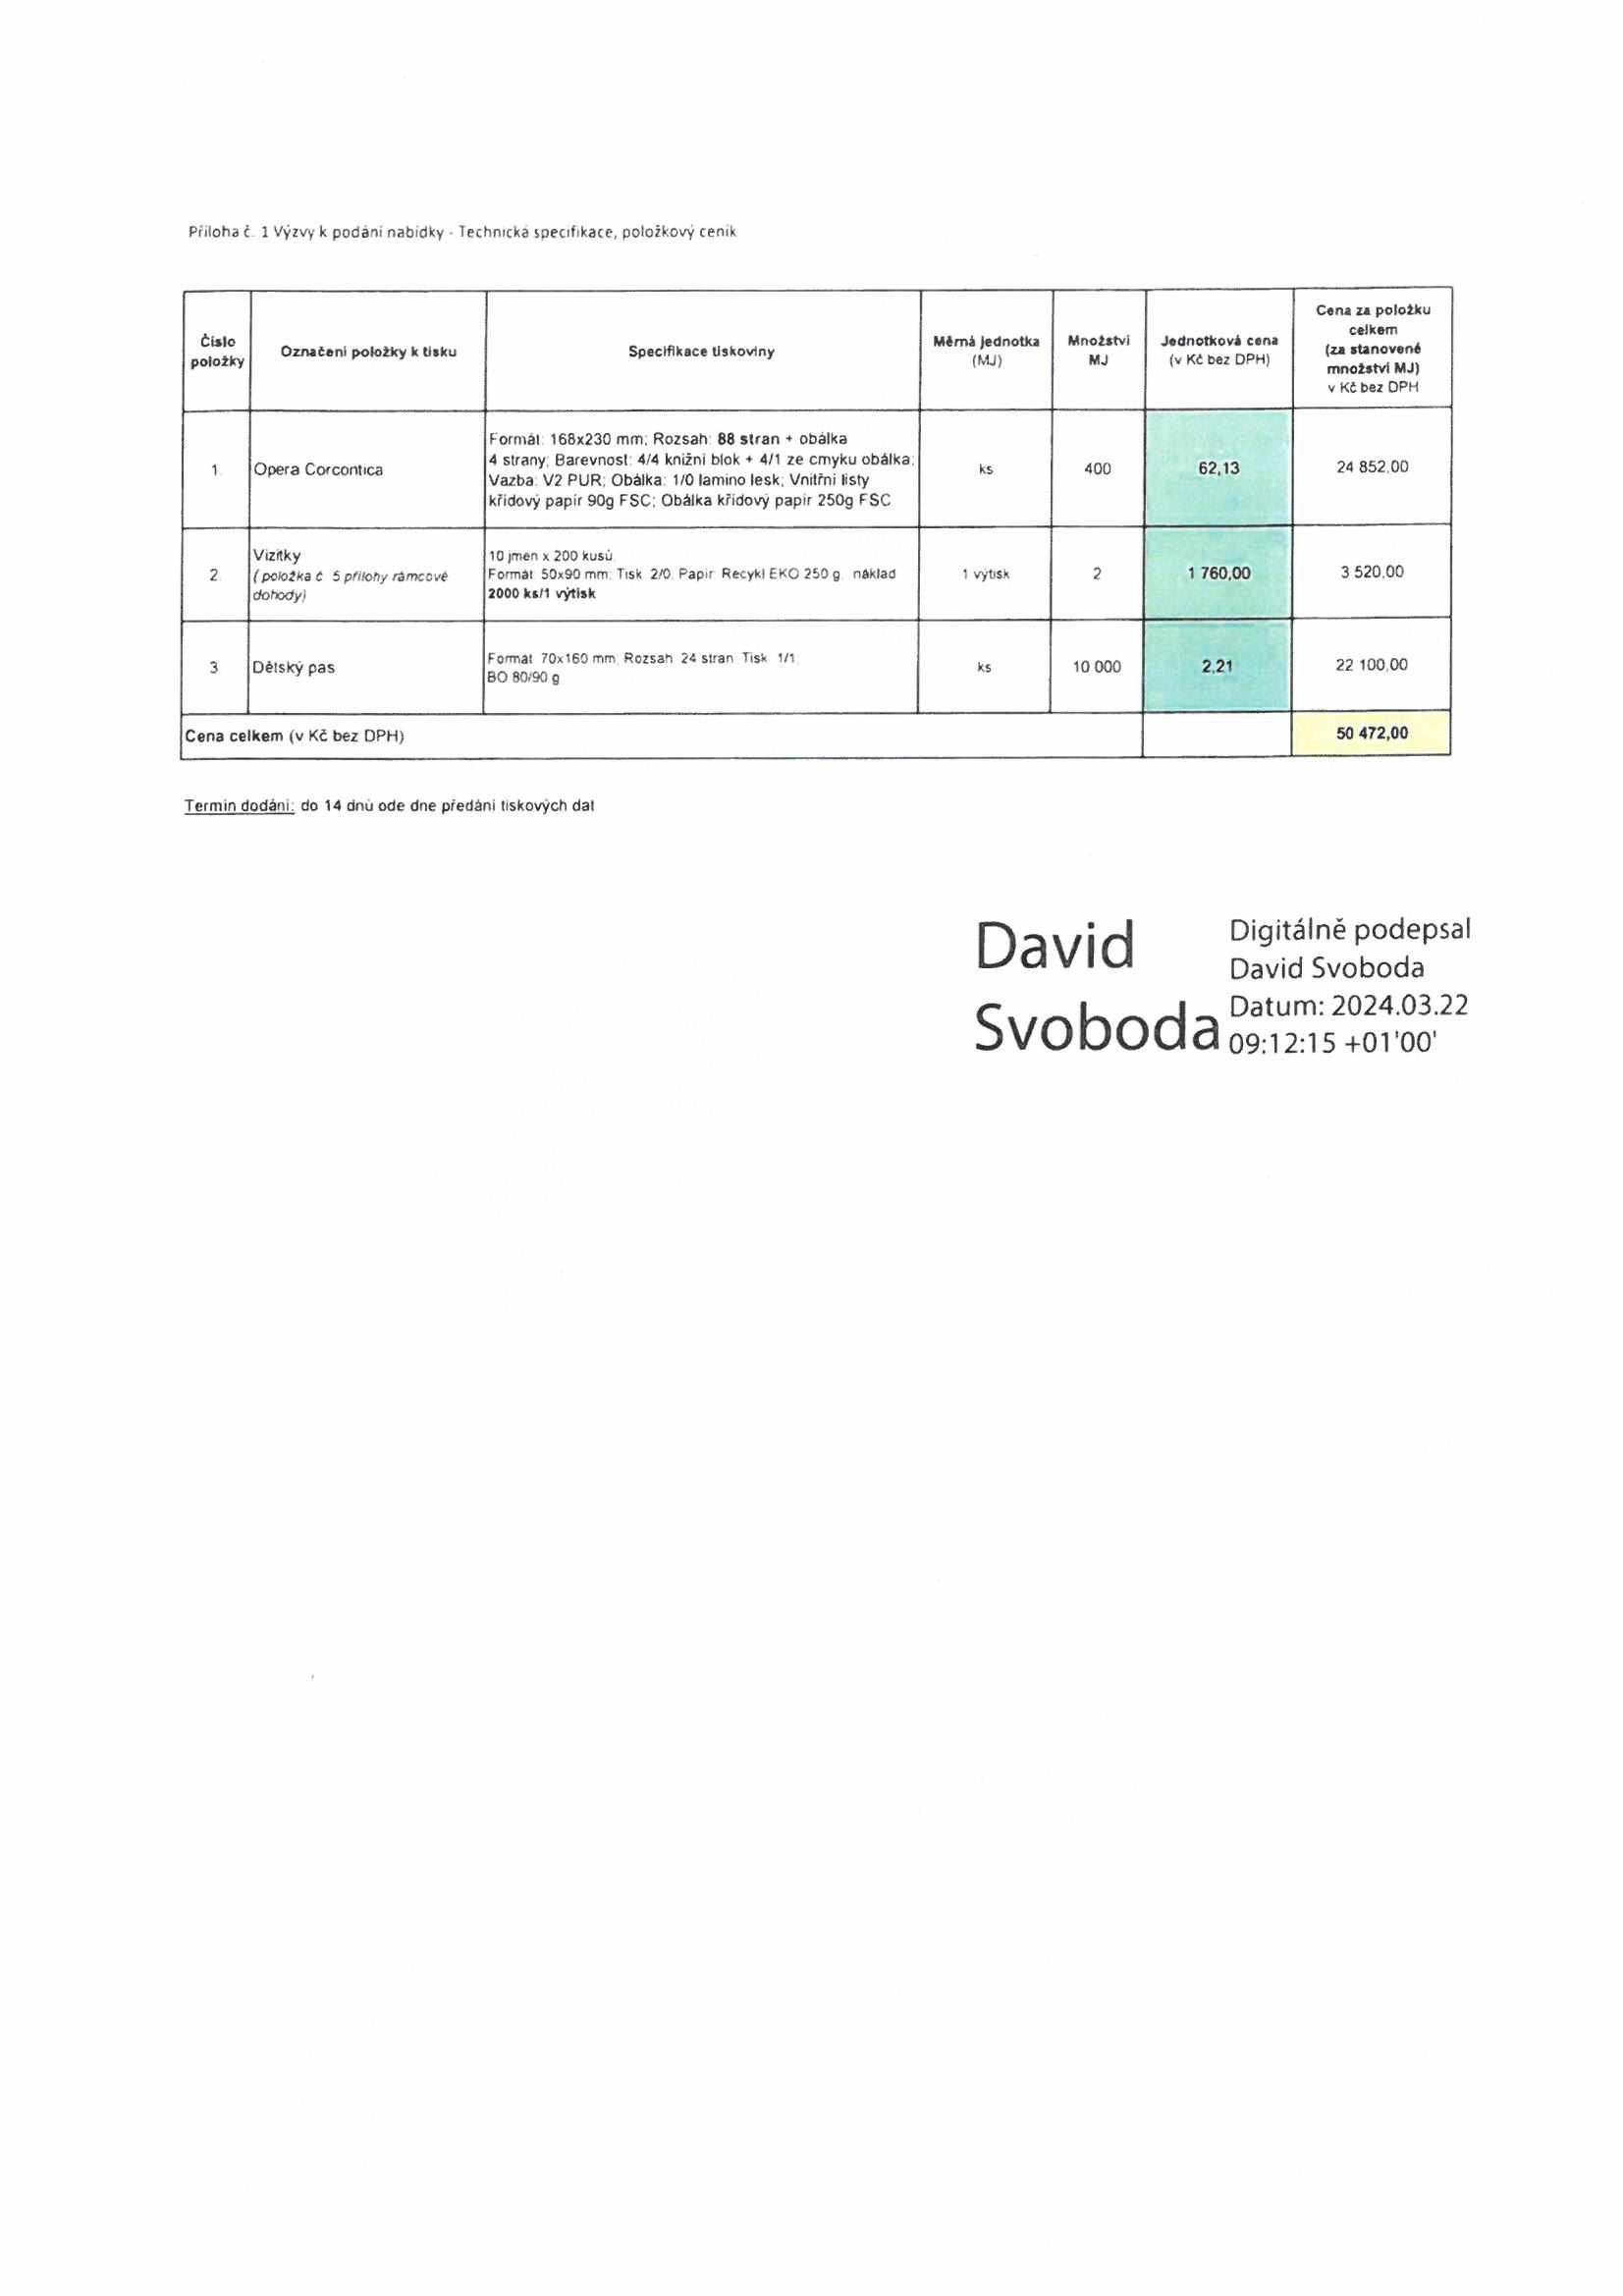 Příloha č. 1 Výzvy k podání nabídky - Technická specifikace, položkový ceník
Číslo položky
Označení položky k tisku
Specifikace tiskoviny
Měrná jednotka
(MJ)
Množství
MJ
Jednotková cena
(v Kč bez DPH)
Cena za položku
celkem
(za stanovené
množství MJ)
v Kč bez DPH
1.
Opera Corcontica
Formát: 168x230 mm; Rozsah: 88 stran + obálka
4 strany; Barevnost: 4/4 knižní blok + 4/1 ze cmyku obálka;
Vazba: V2 PUR; Obálka: 1/0 lamino lesk; Vnitřní listy
křídový papír 90g FSC; Obálka křídový papír 250g FSC
ks
400
62,13
24 852,00
2.
Vizitky
(položka č. 5 přílohy rámcové
dohody)
10 jmen x 200 kusů
Formát 50x90 mm; Tisk 2/0; Papír Recykl EKO 250 g, náklad
2000 ks/1 výtisk
1 výtisk
2
1 760,00
3 520,00
3
Dětský pas
Formát 70x160 mm; Rozsah 24 stran Tisk 1/1;
BO 80/90 g
ks
10 000
2,21
22 100,00
Cena celkem (v Kč bez DPH)
50 472,00
Termín dodání: do 14 dnů ode dne předání tiskových dat
David
Svoboda
Digitálně podepsal
David Svoboda
Datum: 2024.03.22
09:12:15 +01'00'